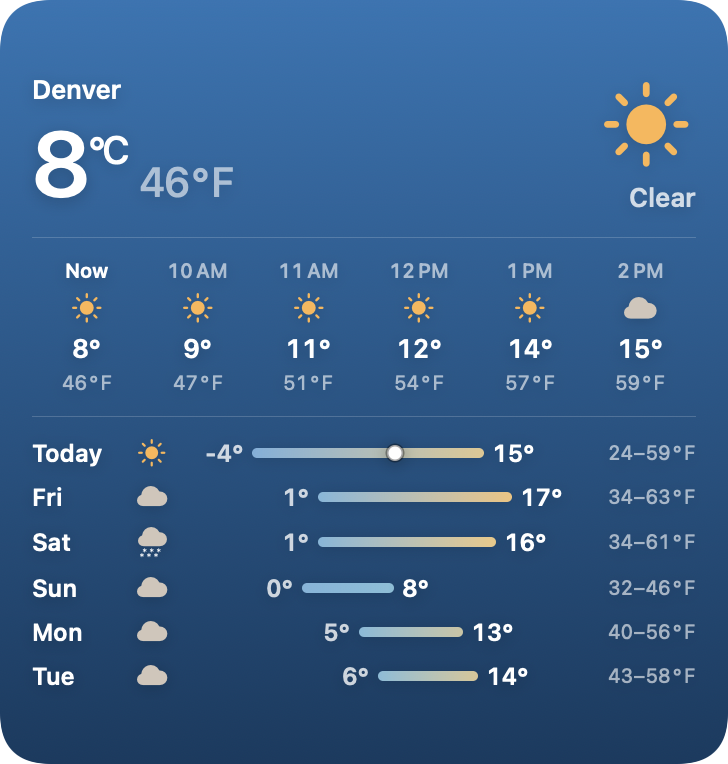 Denver
8°C 46°F
Clear
Now 10 AM 11 AM 12 PM 1 PM 2 PM
8° 9° 11° 12° 14° 15°
46°F 47°F 51°F 54°F 57°F 59°F
Today -4° 15° 24–59°F
Fri 1° 17° 34–63°F
Sat 1° 16° 34–61°F
Sun 0° 8° 32–46°F
Mon 5° 13° 40–56°F
Tue 6° 14° 43–58°F